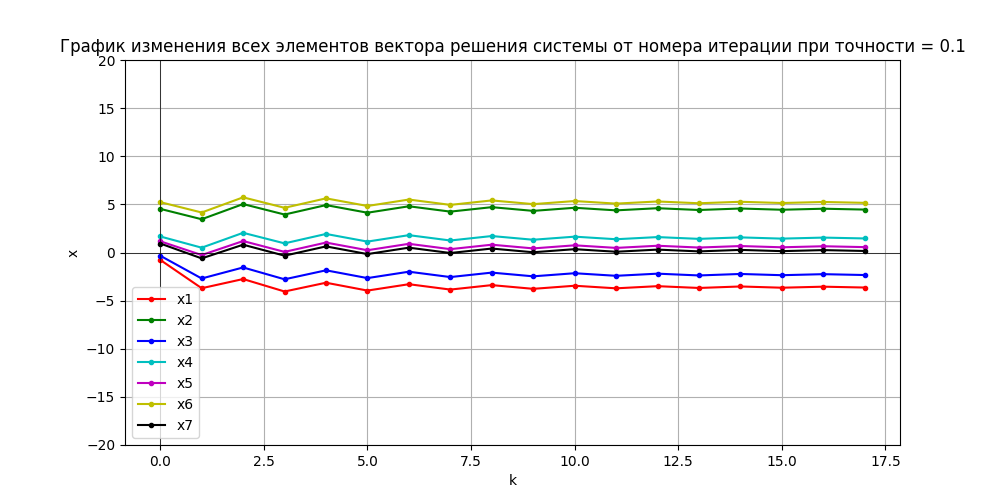 График изменения всех элементов вектора решения системы от номера итерации при точности = 0.1
20
15
10
5
0
−5
−10
−15
−20
x
x1
x2
x3
x4
x5
x6
x7
0.0 2.5 5.0 7.5 10.0 12.5 15.0 17.5
k